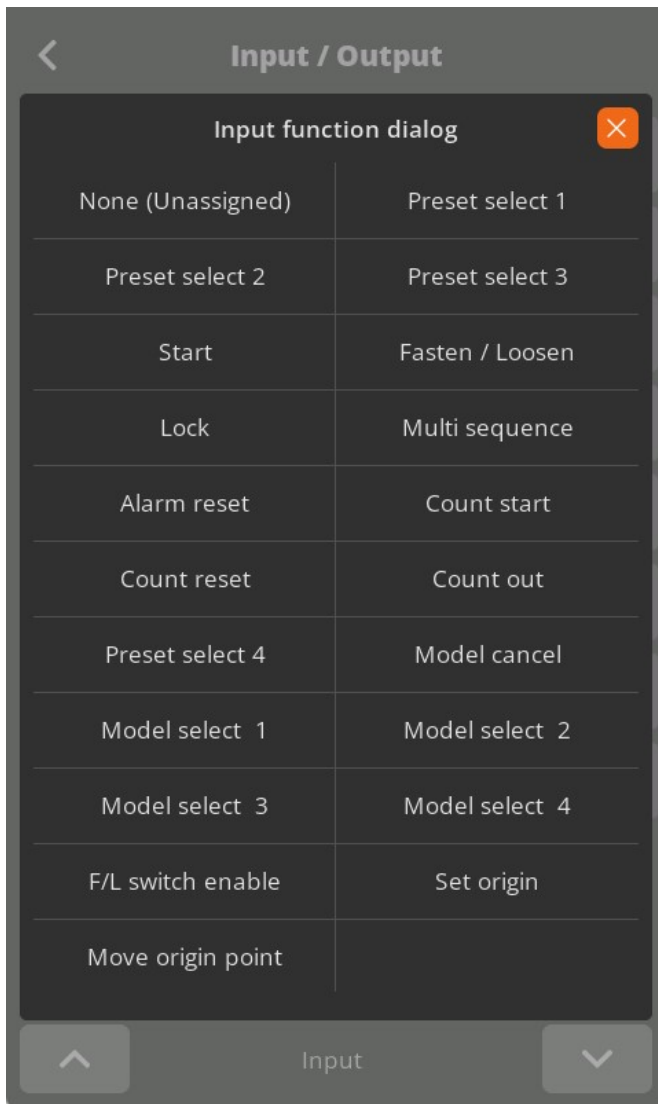 Input / Output
Input function dialog
None (Unassigned) Preset select 1
Preset select 2 Preset select 3
Start Fasten / Loosen
Lock Multi sequence
Alarm reset Count start
Count reset Count out
Preset select 4 Model cancel
Model select 1 Model select 2
Model select 3 Model select 4
F/L switch enable Set origin
Move origin point
Input